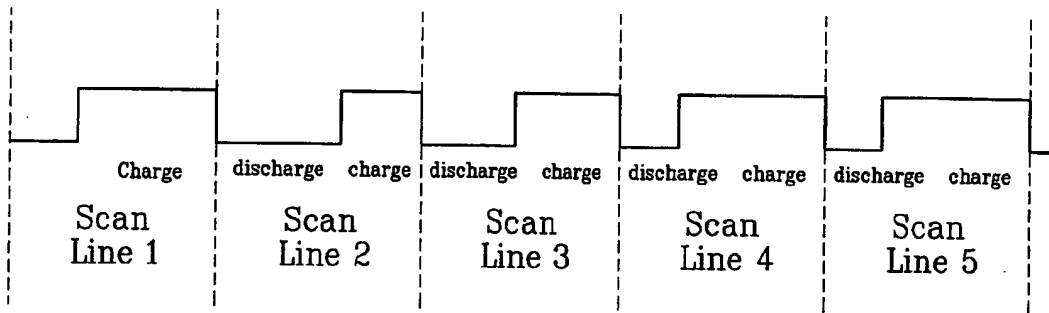 Charge discharge charge discharge charge discharge charge discharge charge
Scan Line 1
Scan Line 2
Scan Line 3
Scan Line 4
Scan Line 5